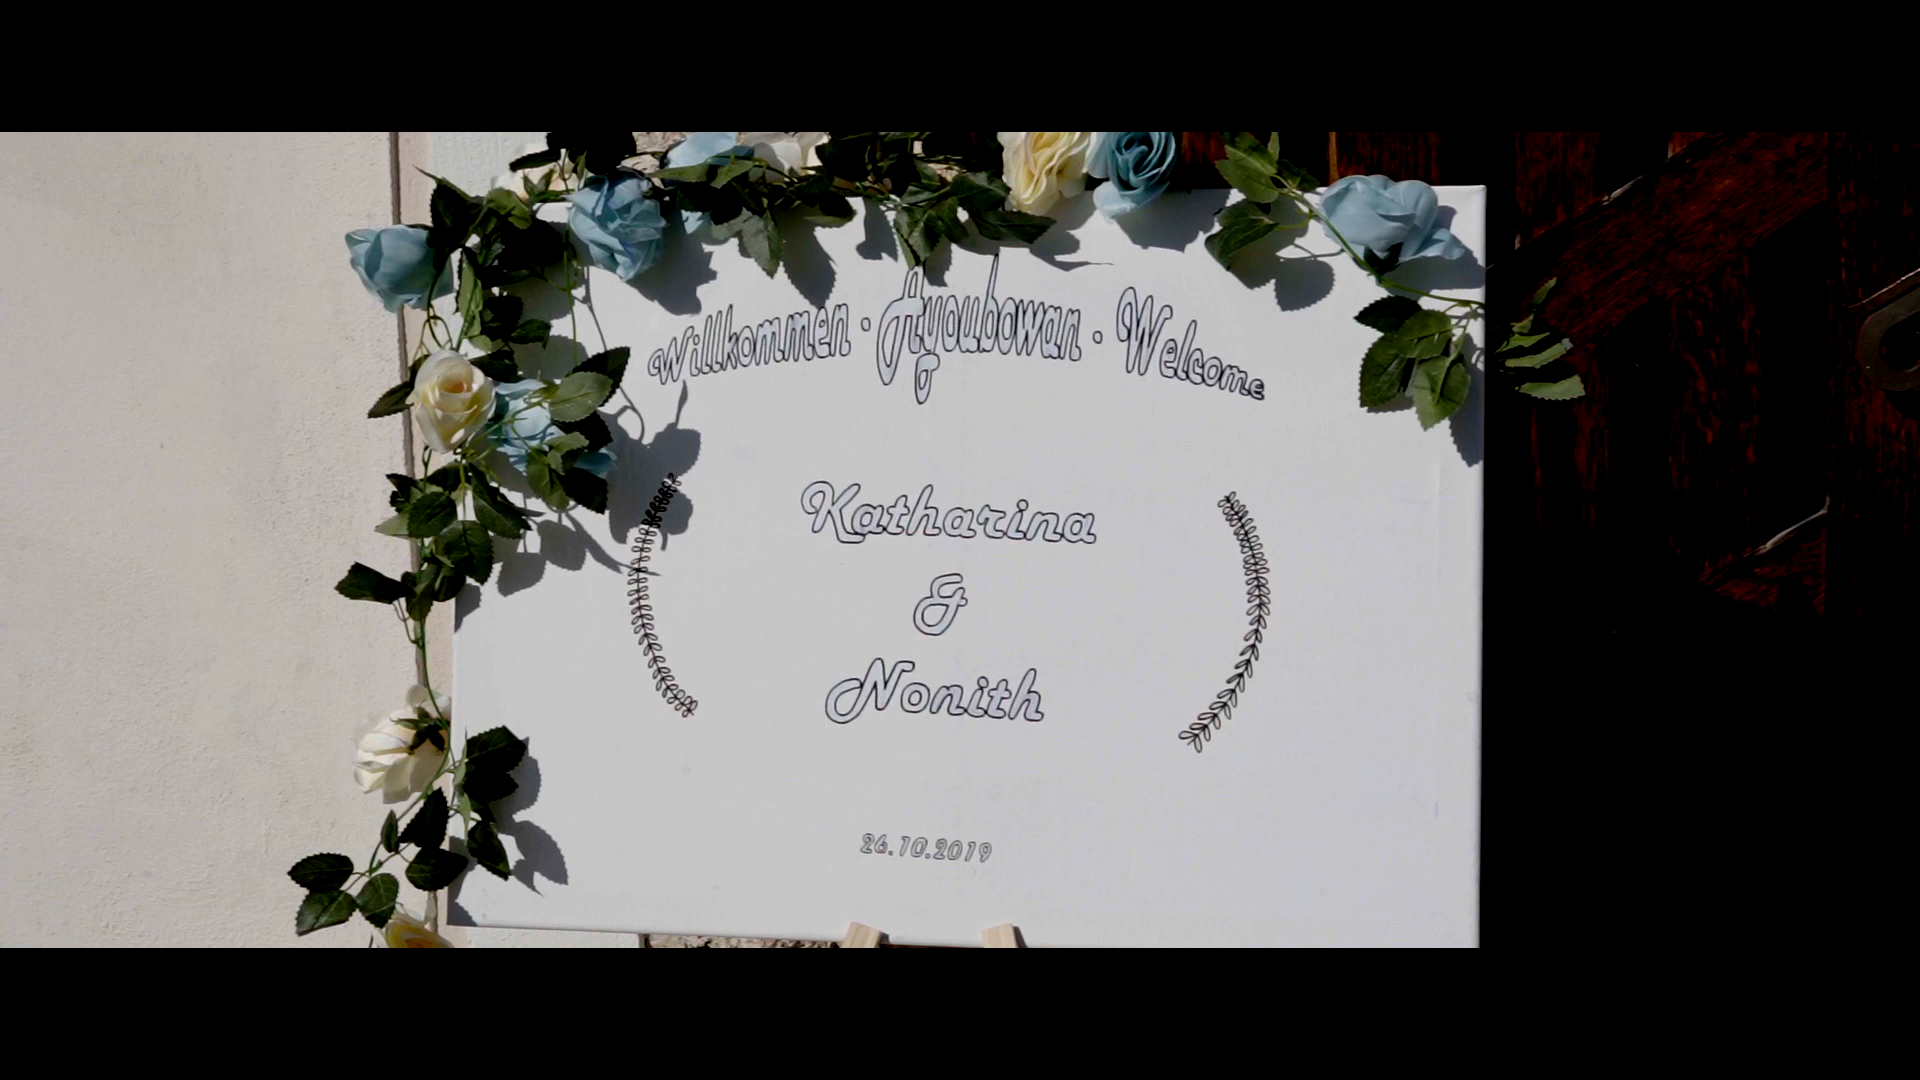 Willkommen · Ayoubowan · Welcome
Katharina
&
Nonith
26.10.2019